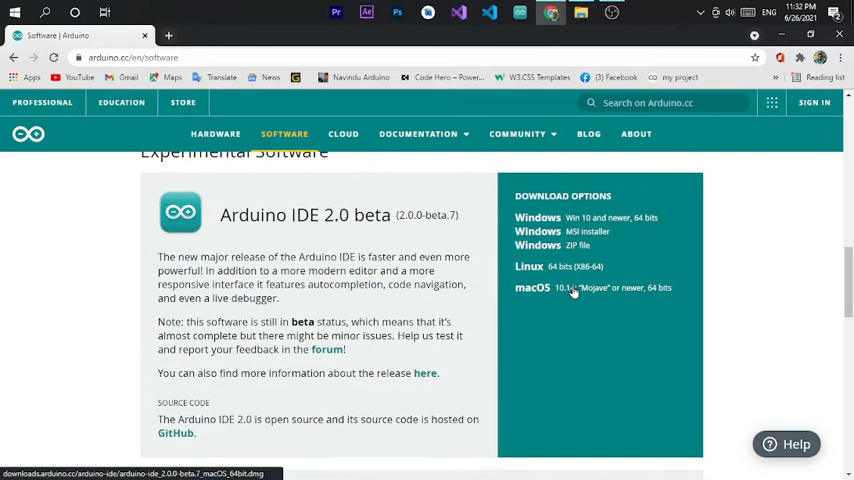 11:32 PM
ENG
6/26/2021
2
Software | Arduino
arduino.cc/en/software
Apps YouTube Gmail Maps Translate News Navindu Arduino Code Hero – Power... W3.CSS Templates (3) Facebook my project » Reading list
PROFESSIONAL EDUCATION STORE Search on Arduino.cc SIGN IN
HARDWARE SOFTWARE CLOUD DOCUMENTATION COMMUNITY BLOG ABOUT
Experimental Software
Arduino IDE 2.0 beta (2.0.0-beta.7)
The new major release of the Arduino IDE is faster and even more
powerful! In addition to a more modern editor and a more
responsive interface it features autocompletion, code navigation,
and even a live debugger.
Note: this software is still in beta status, which means that it's
almost complete but there might be minor issues. Help us test it
and report your feedback in the forum!
You can also find more information about the release here.
SOURCE CODE
The Arduino IDE 2.0 is open source and its source code is hosted on
GitHub.
DOWNLOAD OPTIONS
Windows Win 10 and newer, 64 bits
Windows MSI installer
Windows ZIP file
Linux 64 bits (X86-64)
macOS "Mojave" or newer, 64 bits
Help
downloads.arduino.cc/arduino-ide/arduino-ide_2.0.0-beta.7_macOS_64bit.dmg